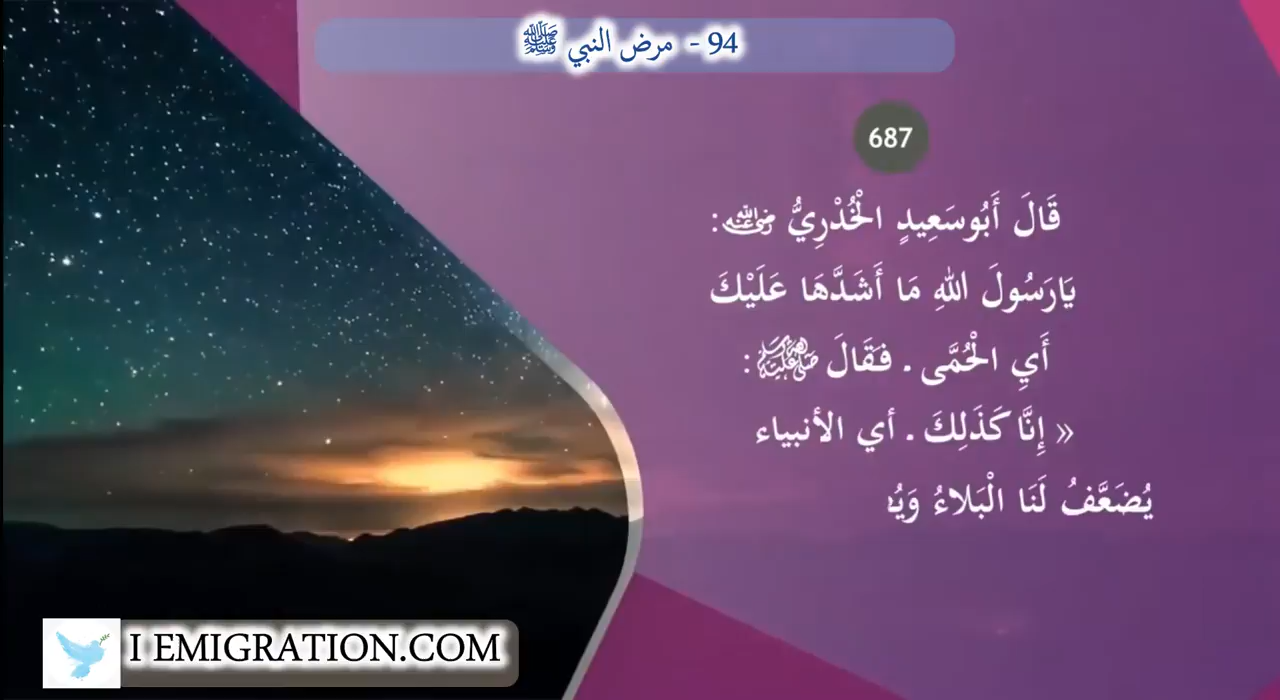 94 - مرض النبي ﷺ
687
قَالَ أَبُوسَعِيدٍ الْخُدْرِيُّ رضي الله عنه:
يَارَسُولَ اللهِ مَا أَشَدَّهَا عَلَيْكَ
أَيِ الْحُمَّى . فَقَالَ ﷺ:
« إِنَّا كَذَلِكَ . أي الأنبياء
يُضَعَّفُ لَنَا الْبَلاءُ وَيُ
I EMIGRATION.COM